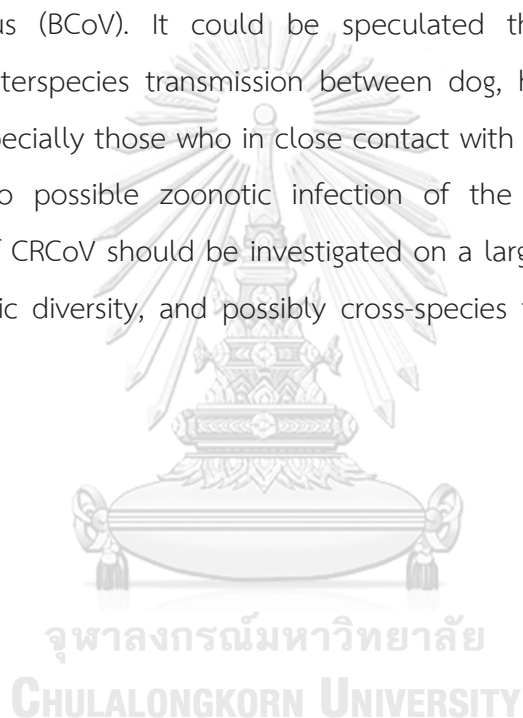 us (BCoV). It could be speculated th
terspecies transmission between dog, h
pecially those who in close contact with
o possible zoonotic infection of the
f CRCoV should be investigated on a larg
ic diversity, and possibly cross-species
จุฬาลงกรณ์มหาวิทยาลัย
CHULALONGKORN UNIVERSITY